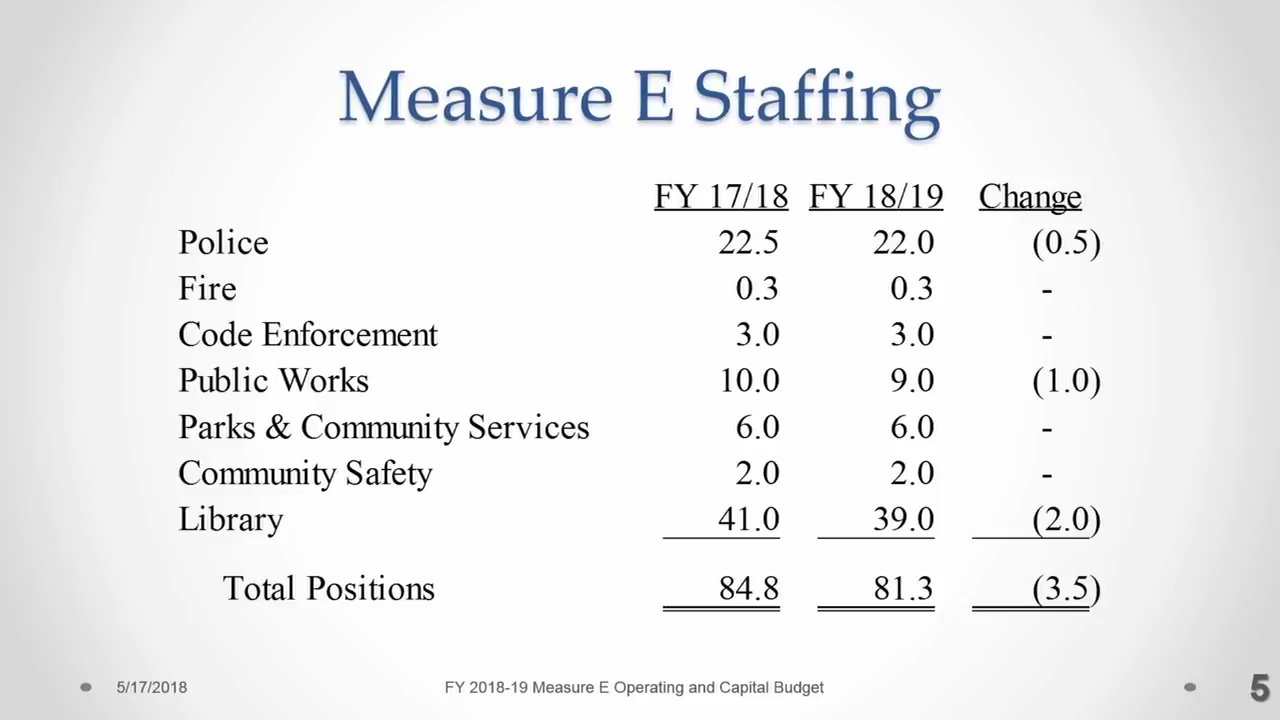 Measure E Staffing
FY 17/18 FY 18/19 Change
Police 22.5 22.0 (0.5)
Fire 0.3 0.3 -
Code Enforcement 3.0 3.0 -
Public Works 10.0 9.0 (1.0)
Parks & Community Services 6.0 6.0 -
Community Safety 2.0 2.0 -
Library 41.0 39.0 (2.0)
Total Positions 84.8 81.3 (3.5)
5/17/2018 FY 2018-19 Measure E Operating and Capital Budget 5